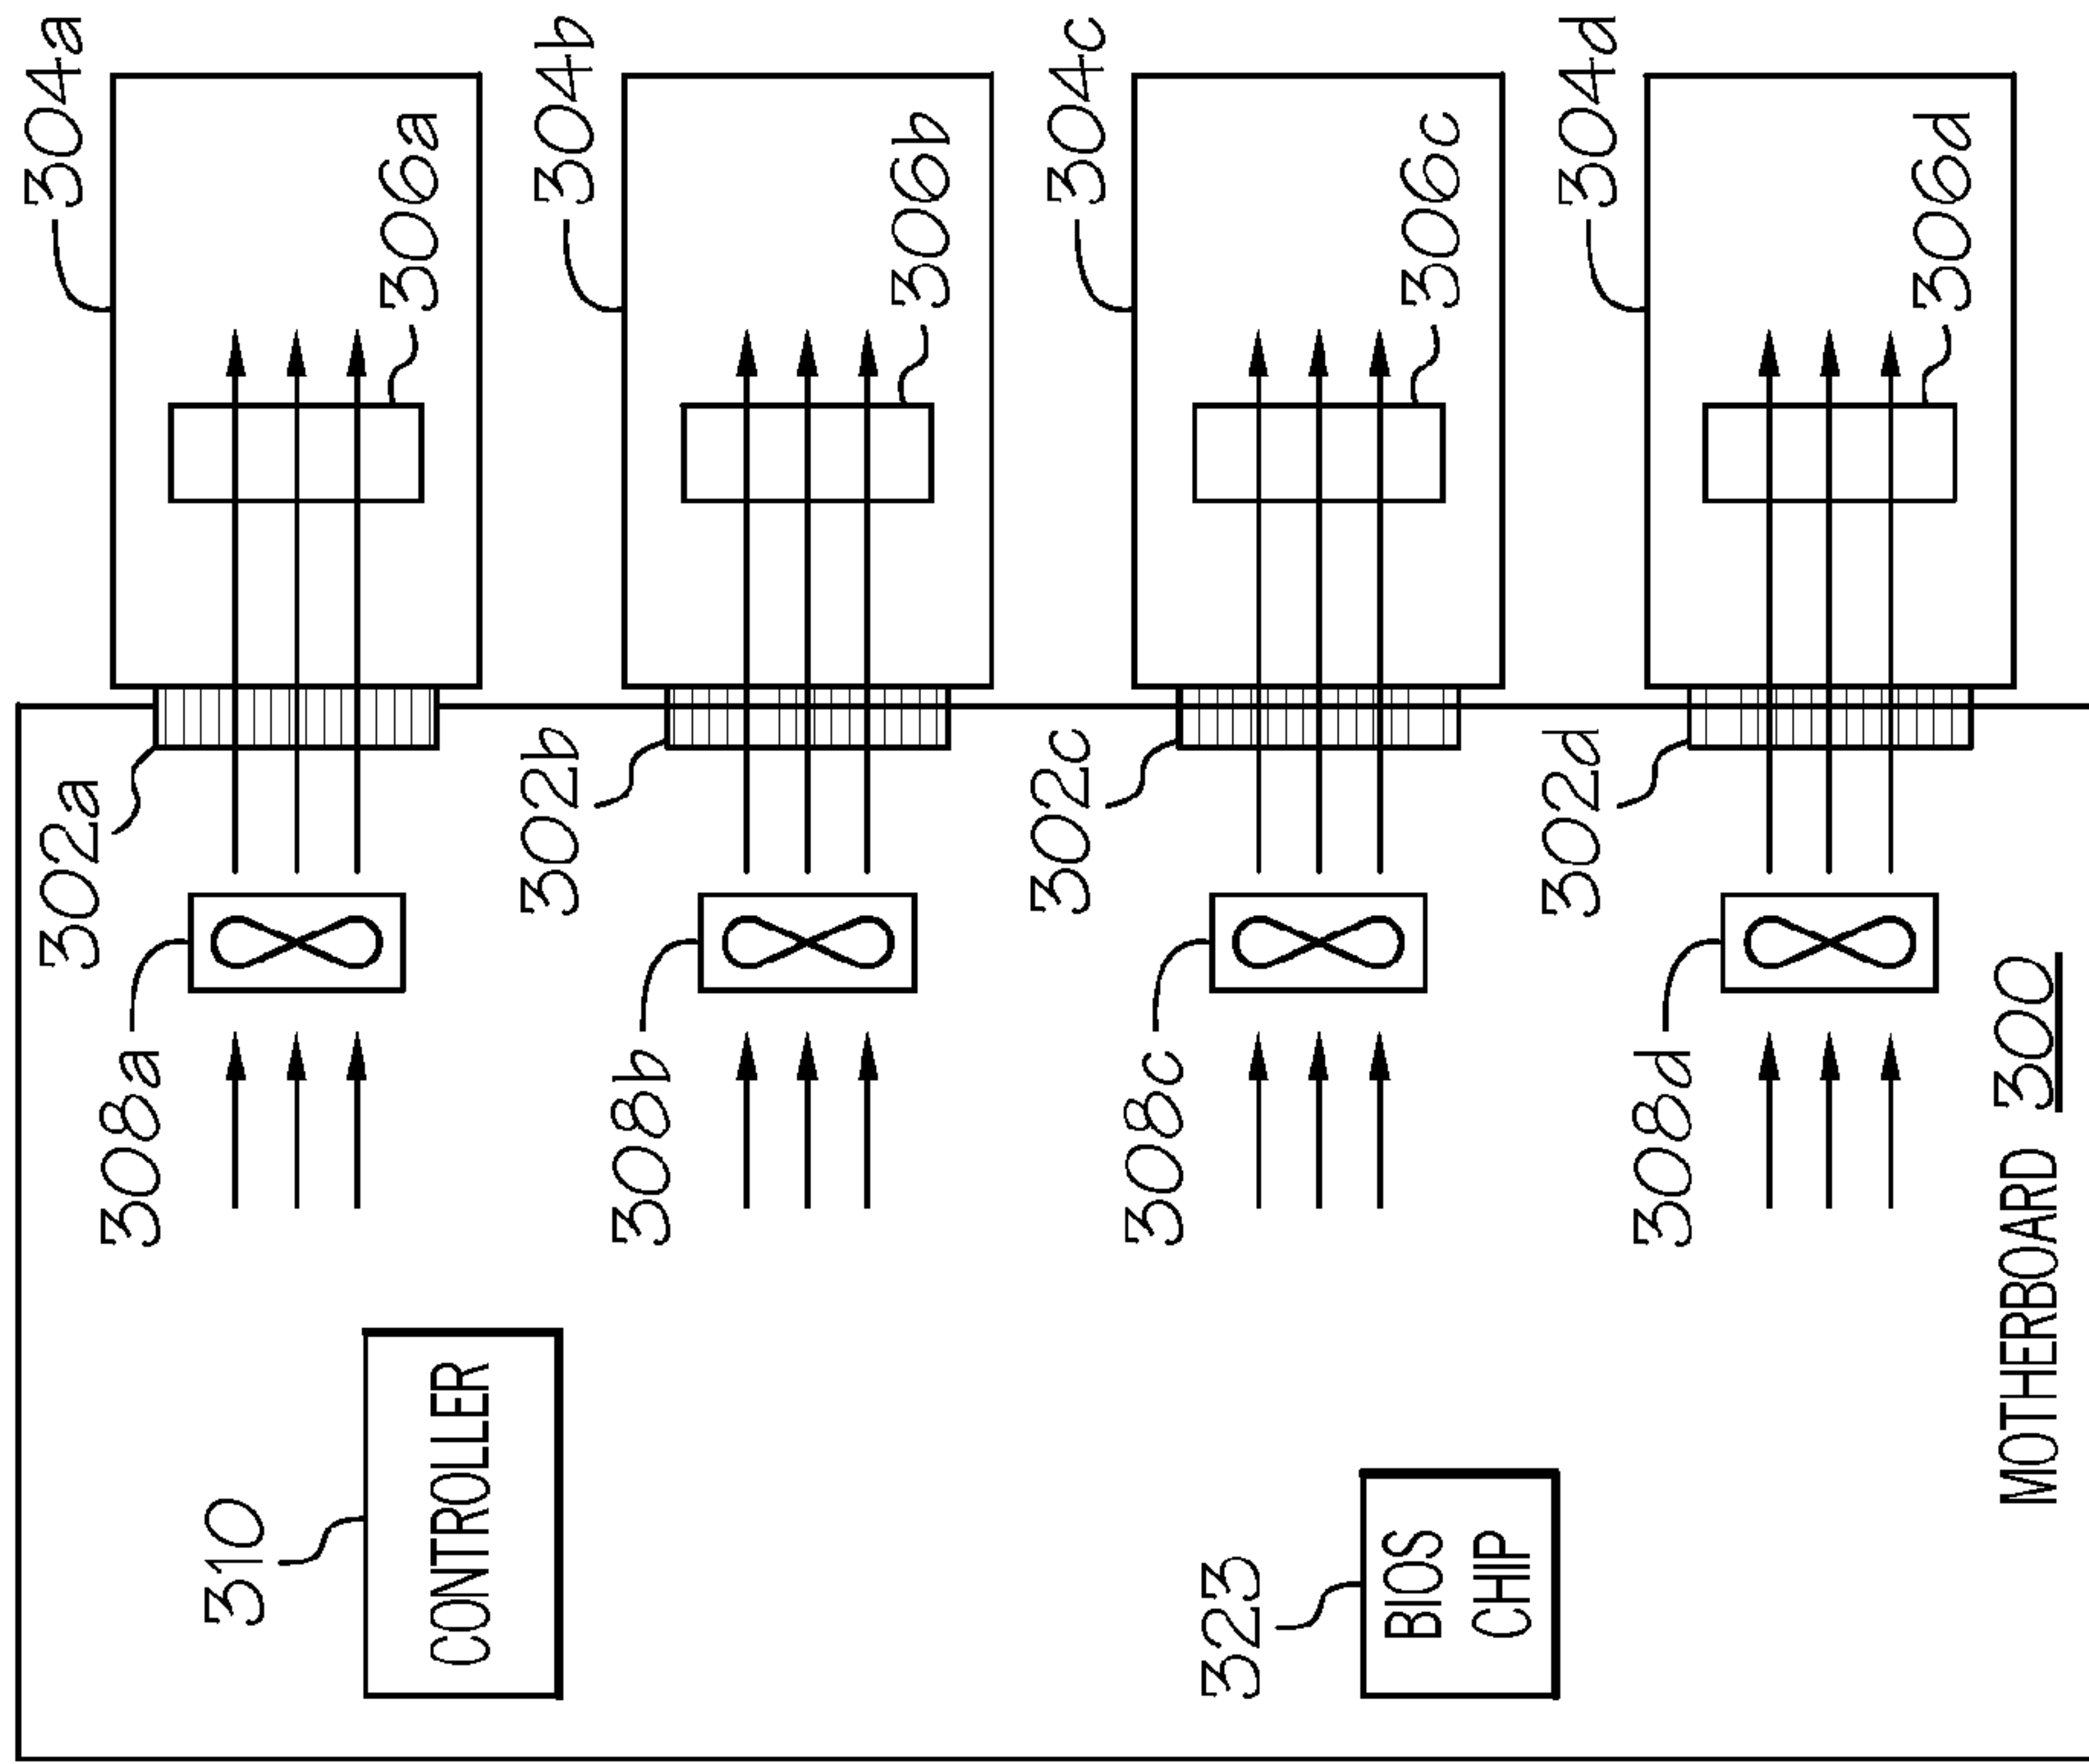 304a
306a
302a
308a
310
CONTROLLER
304b
306b
302b
308b
304c
306c
302c
308c
323
BIOS
CHIP
304d
306d
302d
308d
MOTHERBOARD 300